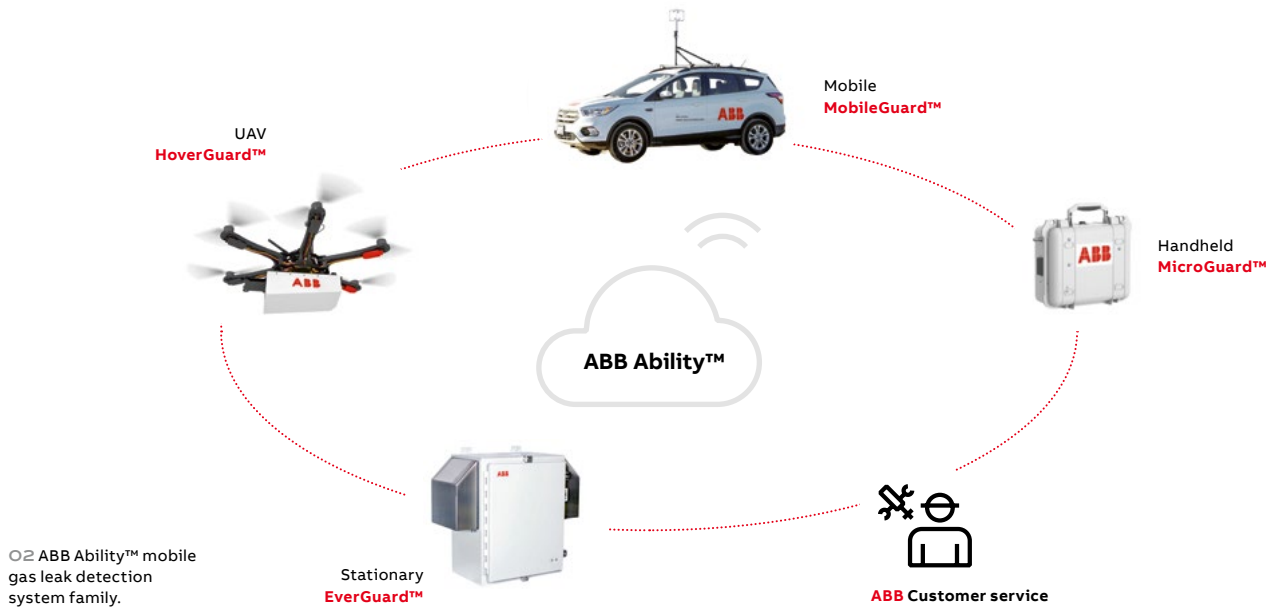 Mobile
MobileGuard™
ABB
UAV
HoverGuard™
ABB
Handheld
MicroGuard™
ABB
ABB Ability™
ABB
Stationary
EverGuard™
ABB Customer service
02 ABB Ability™ mobile
gas leak detection
system family.